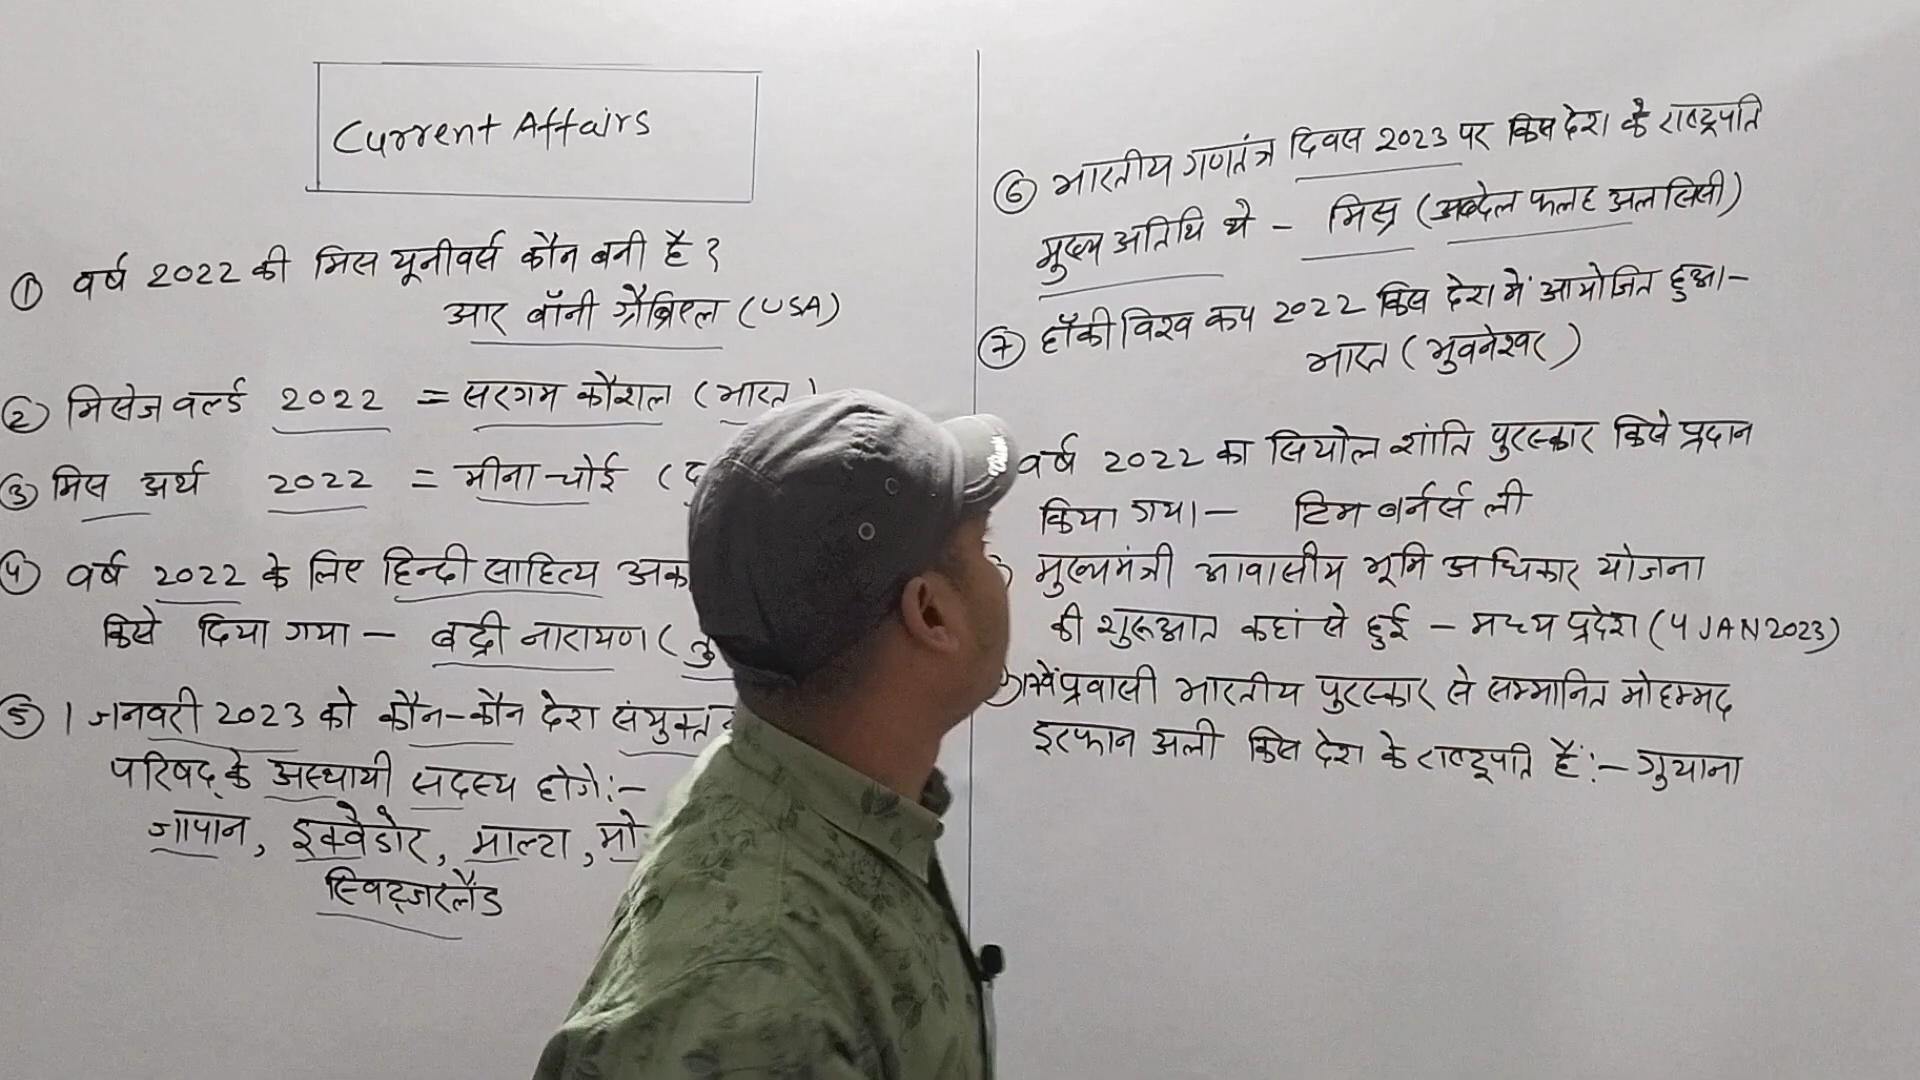 Current Affairs
① वर्ष 2022 की मिस यूनीवर्स कौन बनी है ?
आर बॉनी ग्रैब्रिएल (USA)
② मिसेज वर्ल्ड 2022 = सरगम कौशल (भारत)
③ मिस अर्थ 2022 = मीना-चोई (
④ वर्ष 2022 के लिए हिन्दी साहित्य
किसे दिया गया - बद्री नारायण (
⑤ 1 जनवरी 2023 को कौन-कौन देश संयुक्त
परिषद् के अस्थायी सदस्य होगे:-
जापान, इक्वेडोर, माल्टा,
स्विट्जरलैंड
⑥ भारतीय गणतंत्र दिवस 2023 पर किस देश के राष्ट्रपति
मुख्य अतिथि थे - मिस्र (अब्देल फलह अल सिसी)
⑦ हॉकी विश्व कप 2022 किस देश में आयोजित हुआ-
भारत (भुवनेश्वर)
वर्ष 2022 का सियोल शांति पुरस्कार किसे प्रदान
किया गया- टिम बर्नर्स ली
मुख्यमंत्री आवासीय भूमि अधिकार योजना
की शुरूआत कहां से हुई - मध्य प्रदेश (4 JAN 2023)
प्रवासी भारतीय पुरस्कार से सम्मानित मोहम्मद
इरफान अली किस देश के राष्ट्रपति हैं:- गुयाना